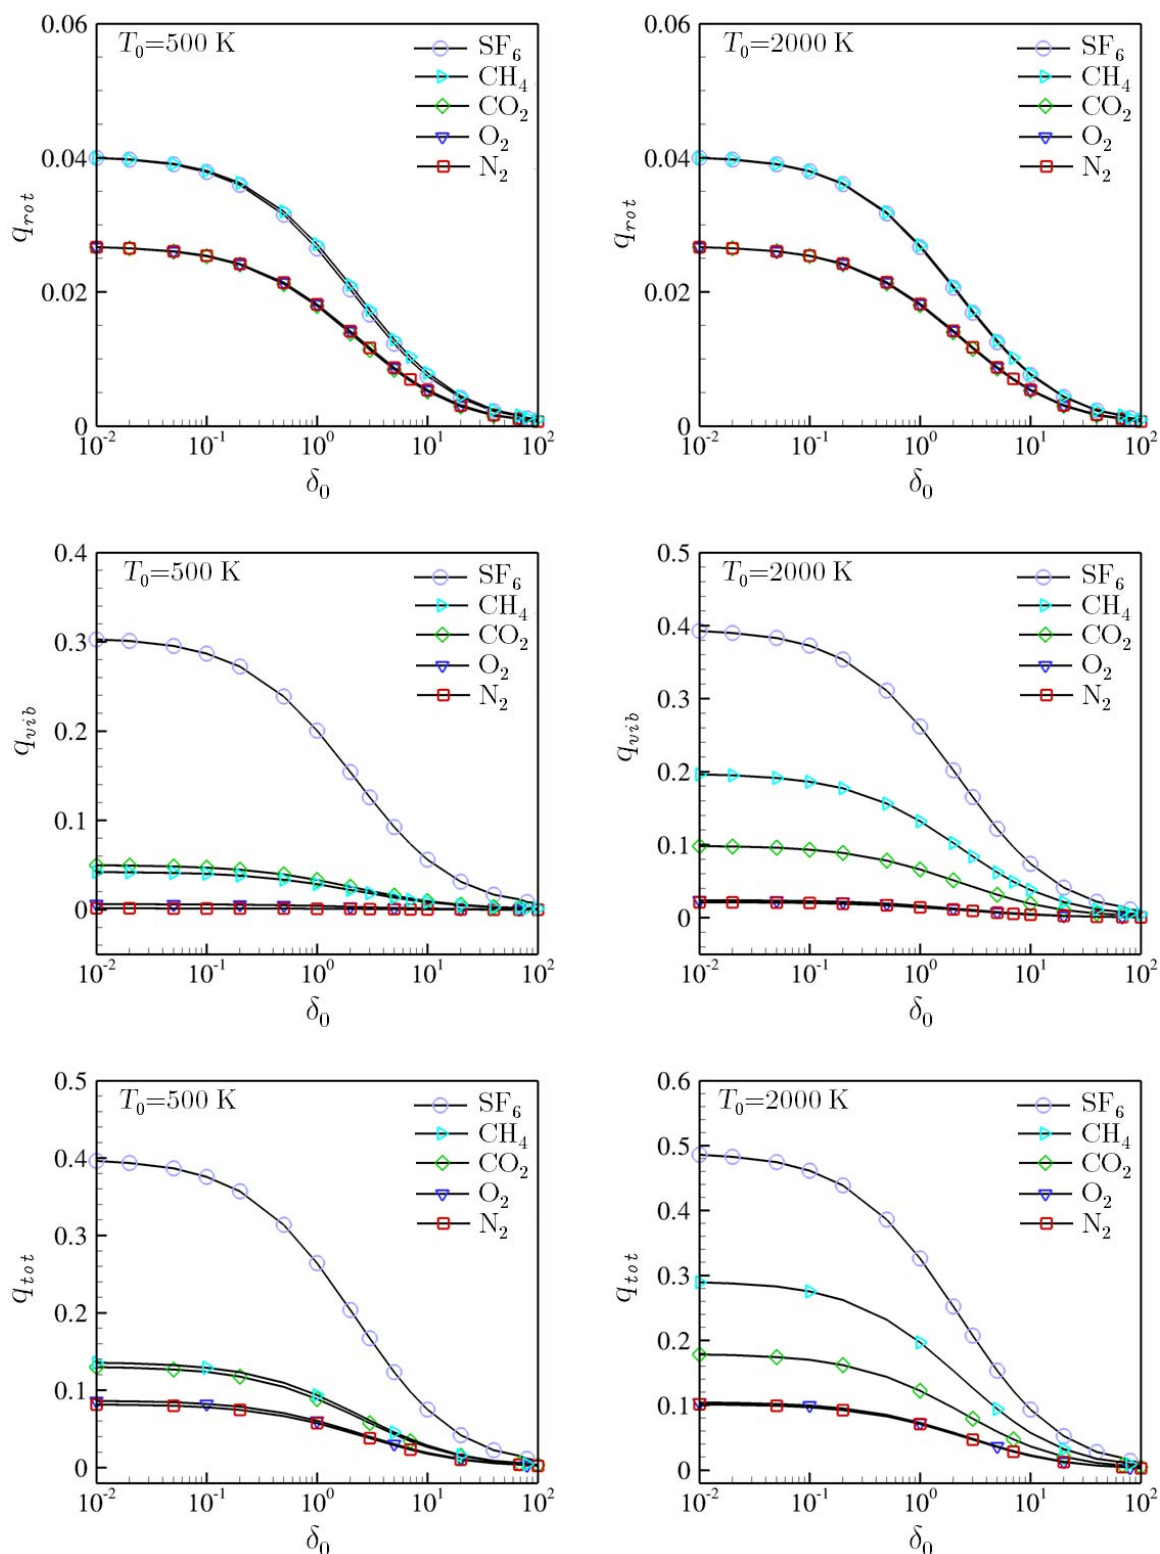 0.06
T₀=500 K
SF₆
CH₄
CO₂
O₂
N₂
0.04
0.02
0
q_rot
10⁻² 10⁻¹ 10⁰ 10¹ 10²
δ₀
0.06
T₀=2000 K
SF₆
CH₄
CO₂
O₂
N₂
0.04
0.02
0
q_rot
10⁻² 10⁻¹ 10⁰ 10¹ 10²
δ₀
0.4
T₀=500 K
SF₆
CH₄
CO₂
O₂
N₂
0.3
0.2
0.1
0
q_vib
10⁻² 10⁻¹ 10⁰ 10¹ 10²
δ₀
0.5
T₀=2000 K
SF₆
CH₄
CO₂
O₂
N₂
0.4
0.3
0.2
0.1
0
q_vib
10⁻² 10⁻¹ 10⁰ 10¹ 10²
δ₀
0.5
T₀=500 K
SF₆
CH₄
CO₂
O₂
N₂
0.4
0.3
0.2
0.1
0
q_tot
10⁻² 10⁻¹ 10⁰ 10¹ 10²
δ₀
0.6
T₀=2000 K
SF₆
CH₄
CO₂
O₂
N₂
0.5
0.4
0.3
0.2
0.1
0
q_tot
10⁻² 10⁻¹ 10⁰ 10¹ 10²
δ₀